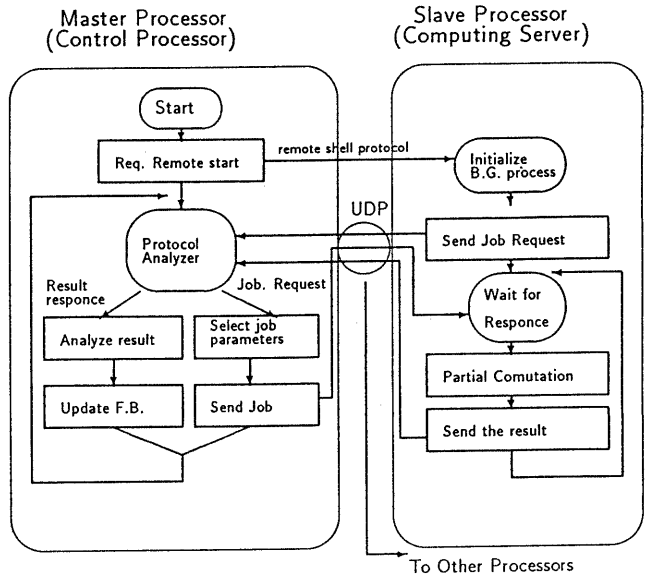 Master Processor
(Control Processor)
Slave Processor
(Computing Server)
Start
Req. Remote start
remote shell protocol
Initialize
B.G. process
UDP
Protocol
Analyzer
Send Job Request
Result
responce
Job. Request
Wait for
Responce
Analyze result
Select job
parameters
Partial Comutation
Update F.B.
Send Job
Send the result
To Other Processors